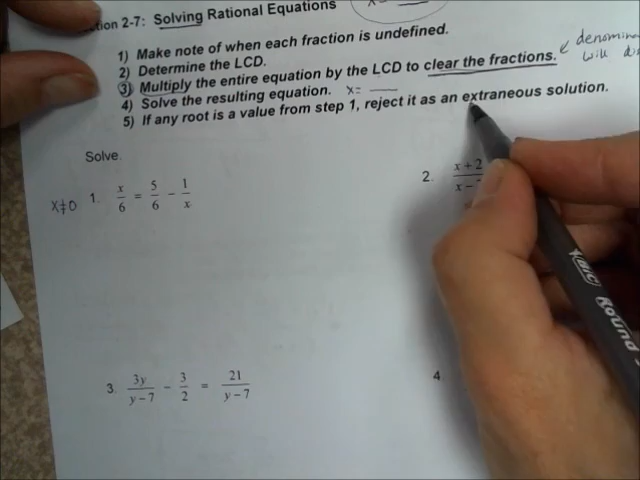 tion 2-7: Solving Rational Equations
1) Make note of when each fraction is undefined.
2) Determine the LCD.
3) Multiply the entire equation by the LCD to clear the fractions.
4) Solve the resulting equation. x=
5) If any root is a value from step 1, reject it as an extraneous solution.
denomin
will dis
Solve.
x≠0 1. x/6 = 5/6 - 1/x
2. x+2
x-
3. 3y/(y-7) - 3/2 = 21/(y-7)
4
BIC
ROUND